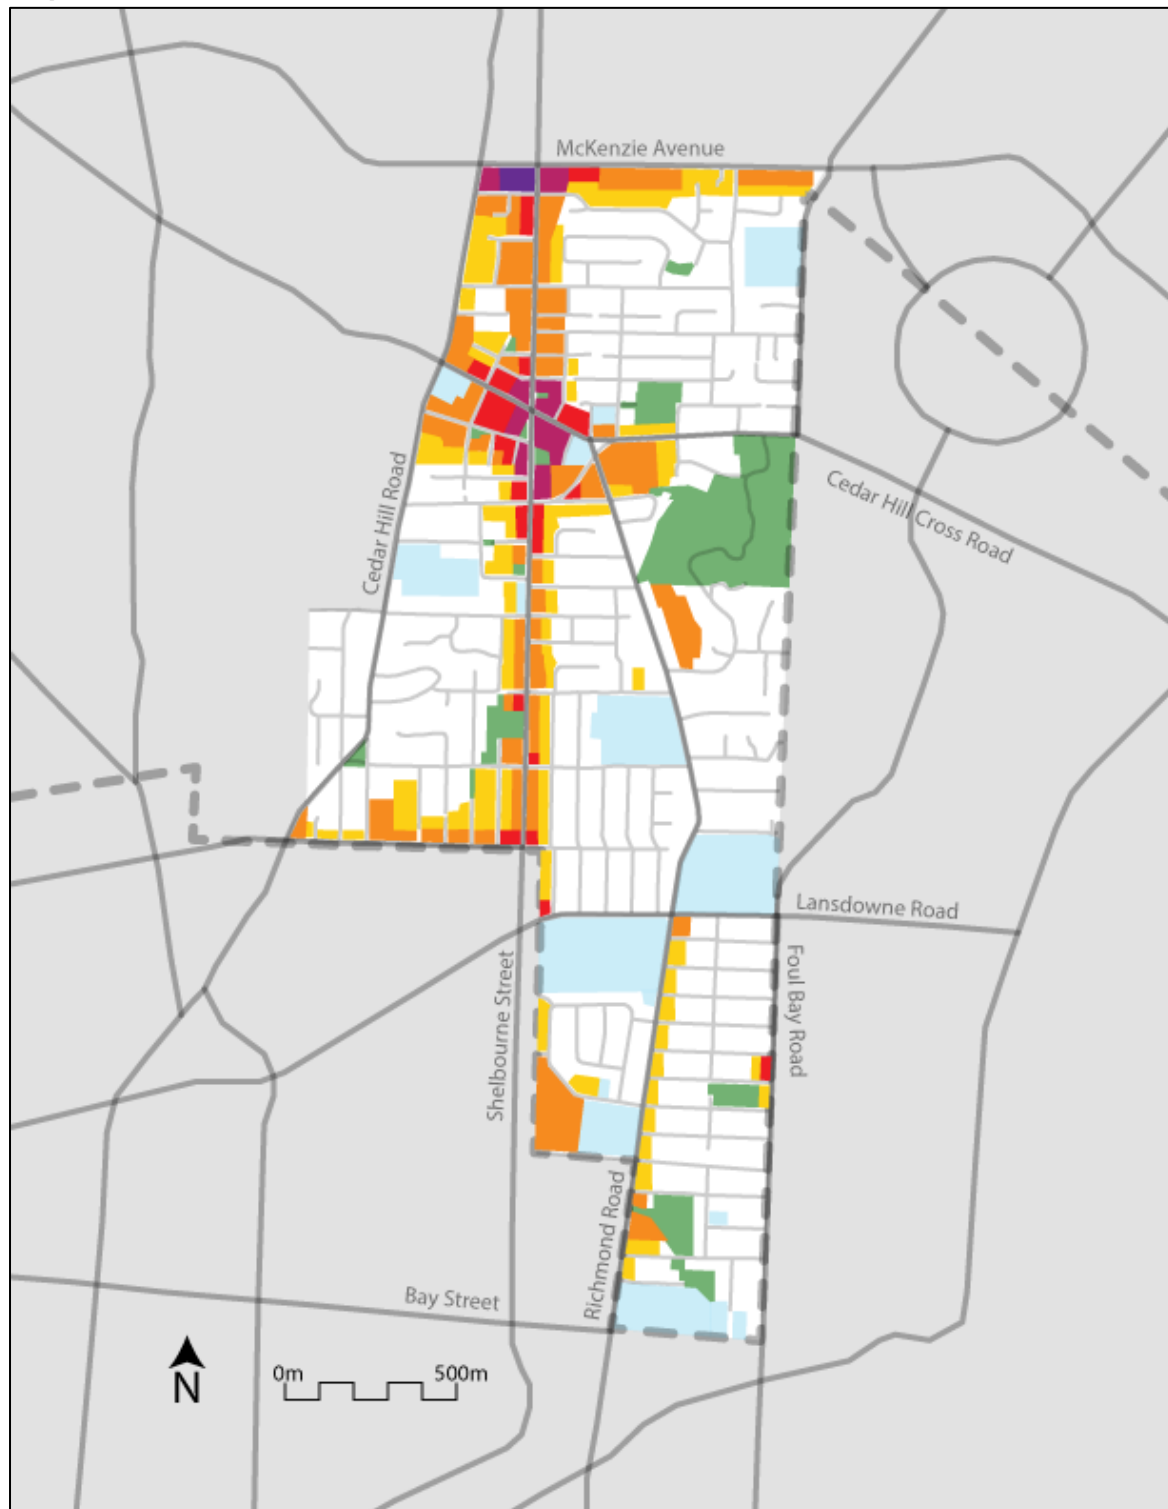 McKenzie Avenue
Cedar Hill Road
Cedar Hill Cross Road
Lansdowne Road
Foul Bay Road
Shelbourne Street
Richmond Road
Bay Street
0m 500m
N